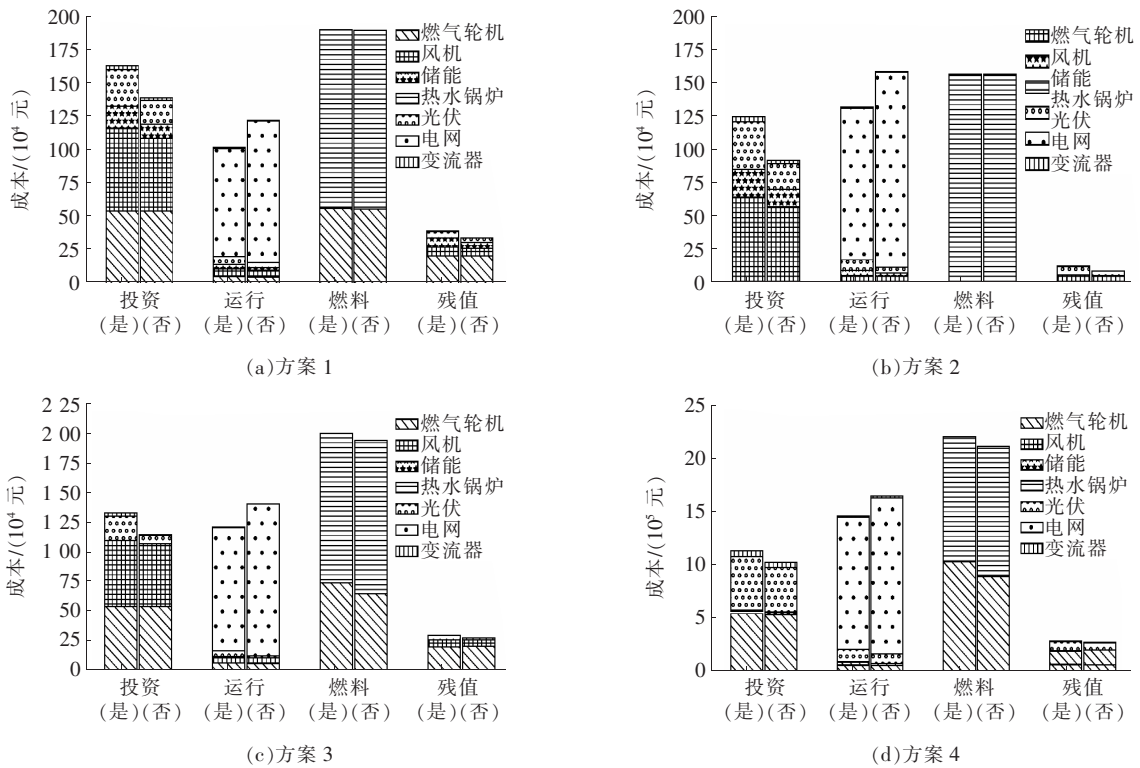 200
175
150
125
100
75
50
25
0
成本/(10⁴ 元)
燃气轮机
风机
储能
热水锅炉
光伏
电网
变流器
投资 运行 燃料 残值
(是)(否) (是)(否) (是)(否) (是)(否)
(a)方案 1
200
175
150
125
100
75
50
25
0
成本/(10⁴ 元)
燃气轮机
风机
储能
热水锅炉
光伏
电网
变流器
投资 运行 燃料 残值
(是)(否) (是)(否) (是)(否) (是)(否)
(b)方案 2
2 25
2 00
1 75
1 50
1 25
1 00
75
50
25
0
成本/(10⁴ 元)
燃气轮机
风机
储能
热水锅炉
光伏
电网
变流器
投资 运行 燃料 残值
(是)(否) (是)(否) (是)(否) (是)(否)
(c)方案 3
25
20
15
10
5
0
成本/(10⁵ 元)
燃气轮机
风机
储能
热水锅炉
光伏
电网
变流器
投资 运行 燃料 残值
(是)(否) (是)(否) (是)(否) (是)(否)
(d)方案 4